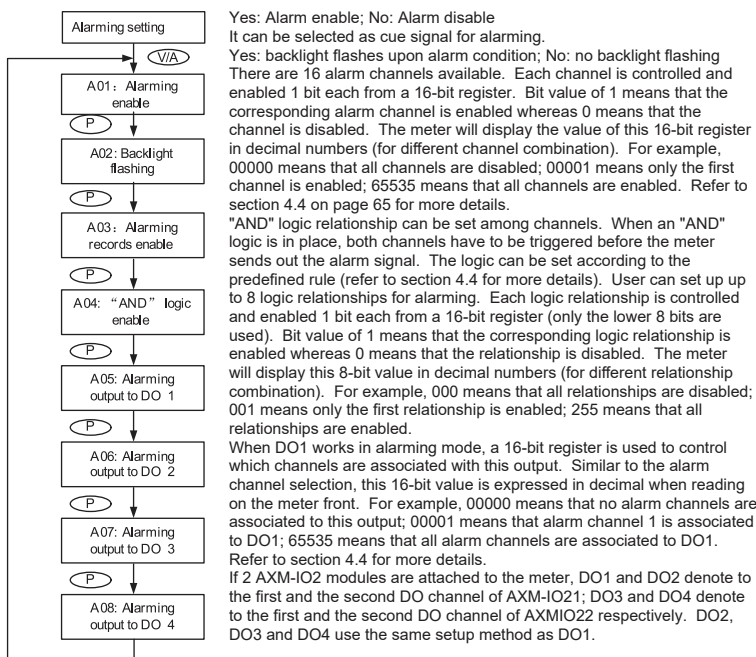 Alarming setting
V/A
A01: Alarming
enable
P
A02: Backlight
flashing
P
A03: Alarming
records enable
P
A04: “AND” logic
enable
P
A05: Alarming
output to DO 1
P
A06: Alarming
output to DO 2
P
A07: Alarming
output to DO 3
P
A08: Alarming
output to DO 4
Yes: Alarm enable; No: Alarm disable
It can be selected as cue signal for alarming.
Yes: backlight flashes upon alarm condition; No: no backlight flashing
There are 16 alarm channels available. Each channel is controlled and
enabled 1 bit each from a 16-bit register. Bit value of 1 means that the
corresponding alarm channel is enabled whereas 0 means that the
channel is disabled. The meter will display the value of this 16-bit register
in decimal numbers (for different channel combination). For example,
00000 means that all channels are disabled; 00001 means only the first
channel is enabled; 65535 means that all channels are enabled. Refer to
section 4.4 on page 65 for more details.
"AND" logic relationship can be set among channels. When an "AND"
logic is in place, both channels have to be triggered before the meter
sends out the alarm signal. The logic can be set according to the
predefined rule (refer to section 4.4 for more details). User can set up up
to 8 logic relationships for alarming. Each logic relationship is controlled
and enabled 1 bit each from a 16-bit register (only the lower 8 bits are
used). Bit value of 1 means that the corresponding logic relationship is
enabled whereas 0 means that the relationship is disabled. The meter
will display this 8-bit value in decimal numbers (for different relationship
combination). For example, 000 means that all relationships are disabled;
001 means only the first relationship is enabled; 255 means that all
relationships are enabled.
When DO1 works in alarming mode, a 16-bit register is used to control
which channels are associated with this output. Similar to the alarm
channel selection, this 16-bit value is expressed in decimal when reading
on the meter front. For example, 00000 means that no alarm channels are
associated to this output; 00001 means that alarm channel 1 is associated
to DO1; 65535 means that all alarm channels are associated to DO1.
Refer to section 4.4 for more details.
If 2 AXM-IO2 modules are attached to the meter, DO1 and DO2 denote to
the first and the second DO channel of AXM-IO21; DO3 and DO4 denote
to the first and the second DO channel of AXMIO22 respectively. DO2,
DO3 and DO4 use the same setup method as DO1.